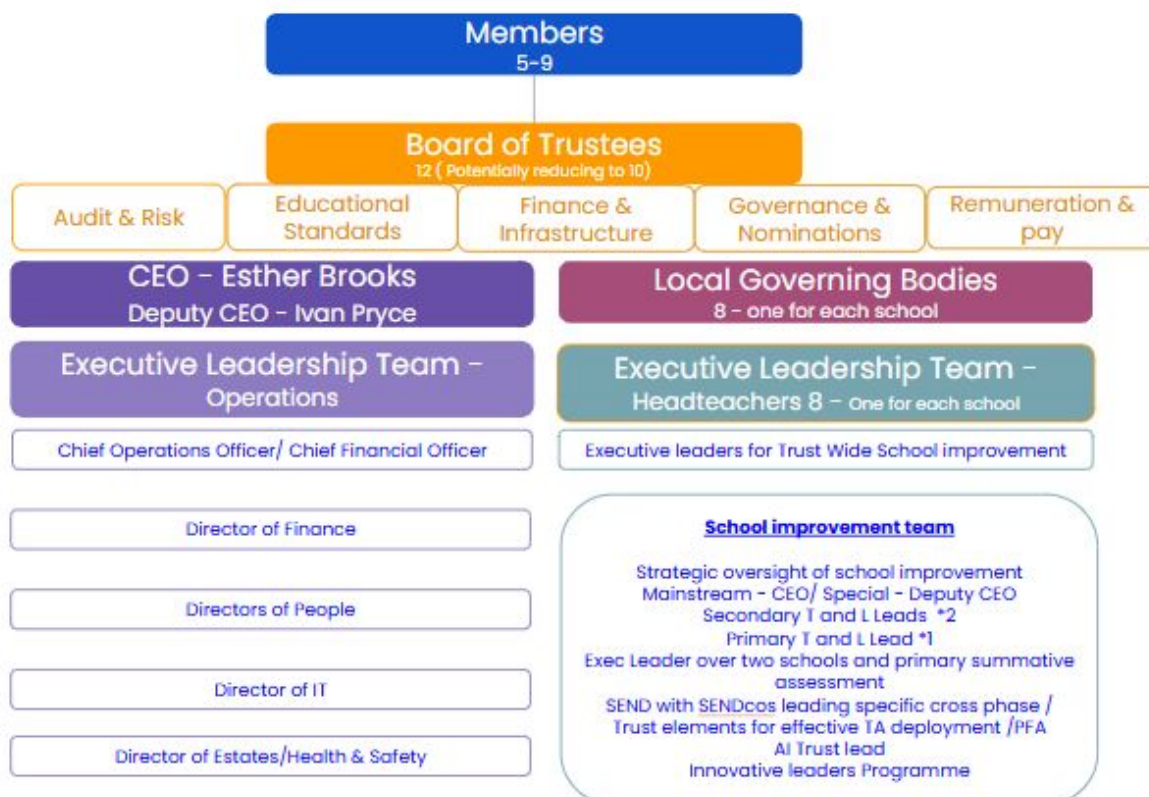 Members
5-9
Board of Trustees
12 ( Potentially reducing to 10)
Audit & Risk
Educational
Standards
Finance &
Infrastructure
Governance &
Nominations
Remuneration &
pay
CEO - Esther Brooks
Deputy CEO - Ivan Pryce
Local Governing Bodies
8 - one for each school
Executive Leadership Team -
Operations
Executive Leadership Team -
Headteachers 8 - One for each school
Chief Operations Officer/ Chief Financial Officer
Executive leaders for Trust Wide School improvement
Director of Finance
Directors of People
Director of IT
Director of Estates/Health & Safety
School improvement team
Strategic oversight of school improvement
Mainstream - CEO/ Special - Deputy CEO
Secondary T and L Leads *2
Primary T and L Lead *1
Exec Leader over two schools and primary summative
assessment
SEND with SENDcos leading specific cross phase /
Trust elements for effective TA deployment /PFA
AI Trust lead
Innovative leaders Programme